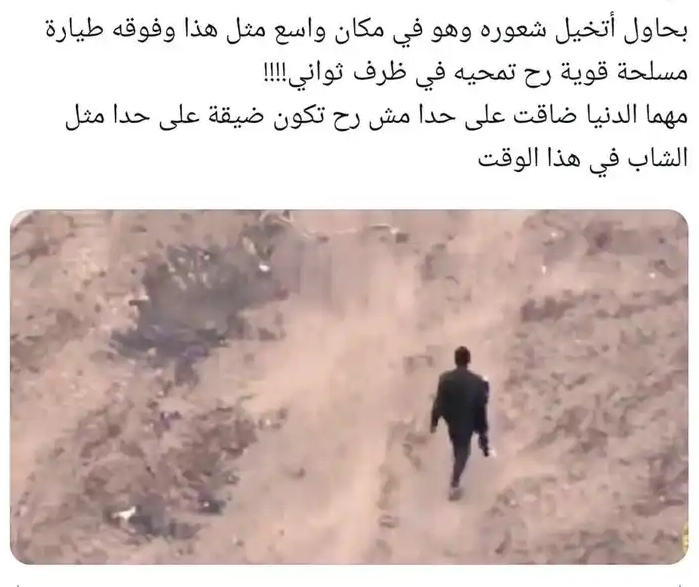 بحاول أتخيل شعوره وهو في مكان واسع مثل هذا وفوقه طيارة
مسلحة قوية رح تمحيه في ظرف ثواني!!!!
مهما الدنيا ضاقت على حدا مش رح تكون ضيقة على حدا مثل
الشاب في هذا الوقت